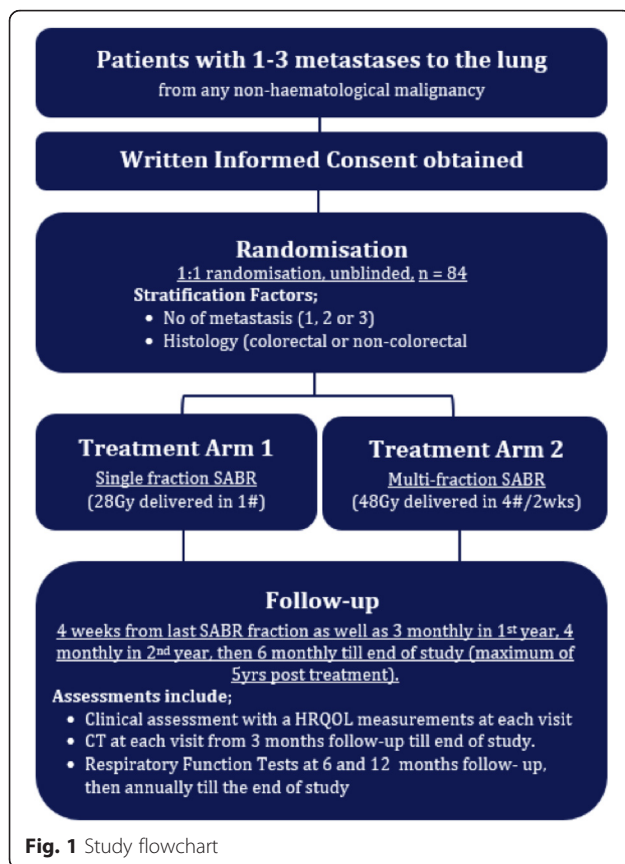 Patients with 1-3 metastases to the lung
from any non-haematological malignancy
Written Informed Consent obtained
Randomisation
1:1 randomisation, unblinded, n = 84
Stratification Factors;
• No of metastasis (1, 2 or 3)
• Histology (colorectal or non-colorectal
Treatment Arm 1
Single fraction SABR
(28Gy delivered in 1#)
Treatment Arm 2
Multi-fraction SABR
(48Gy delivered in 4#/2wks)
Follow-up
4 weeks from last SABR fraction as well as 3 monthly in 1st year, 4
monthly in 2nd year, then 6 monthly till end of study (maximum of
5yrs post treatment).
Assessments include;
• Clinical assessment with a HRQOL measurements at each visit
• CT at each visit from 3 months follow-up till end of study.
• Respiratory Function Tests at 6 and 12 months follow- up,
then annually till the end of study
Fig. 1 Study flowchart